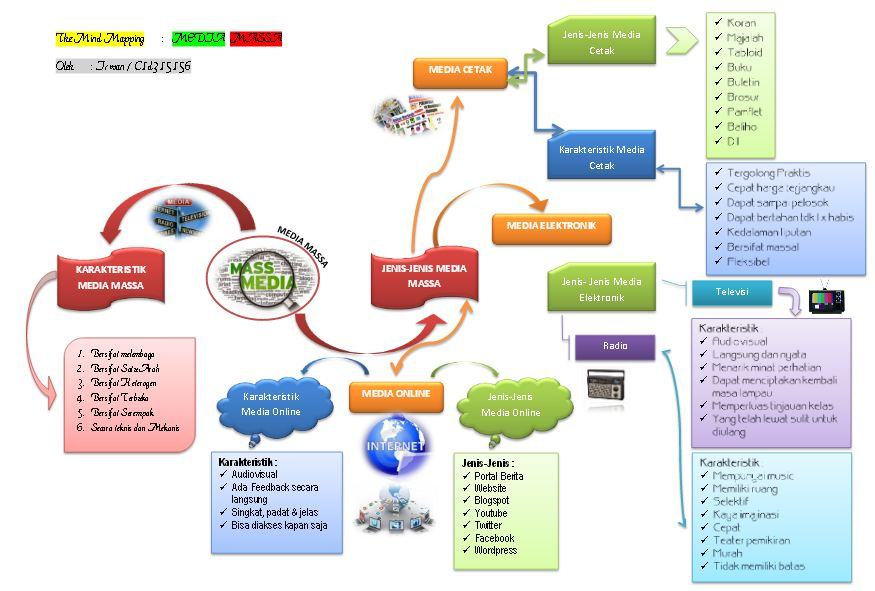 The Mind Mapping : MEDIA MASSA
Oleh : Irwan / C1d315156
MEDIA CETAK
Jenis-Jenis Media
Cetak
✓ Koran
✓ Majalah
✓ Tabloid
✓ Buku
✓ Buletin
✓ Brosur
✓ Pamflet
✓ Baliho
✓ Dll
Karakteristik Media
Cetak
✓ Tergolong Praktis
✓ Cepat harga terjangkau
✓ Dapat sampai pelosok
✓ Dapat bertahan tdk 1x habis
✓ Kedalaman liputan
✓ Bersifat massal
✓ Fleksibel
MEDIA
INTERNET
TELEVISION
RADIO
NEWS
MEDIA MASSA
MASS
MEDIA
KARAKTERISTIK
MEDIA MASSA
1. Bersifat melembaga
2. Bersifat Satu Arah
3. Bersifat Heterogen
4. Bersifat Terbuka
5. Bersifat Serempak
6. Secara teknis dan Mekanis
JENIS-JENIS MEDIA
MASSA
MEDIA ELEKTRONIK
Jenis- Jenis Media
Elektronik
Televisi
Karakteristik :
✓ Audiovisual
✓ Langsung dan nyata
✓ Menarik minat perhatian
✓ Dapat menciptakan kembali
masa lampau
✓ Memperluas tinjauan kelas
✓ Yang telah lewat sulit untuk
diulang
Radio
Karakteristik :
✓ Mempunyai music
✓ Memiliki ruang
✓ Selektif
✓ Kaya imajinasi
✓ Cepat
✓ Teater pemikiran
✓ Murah
✓ Tidak memiliki batas
MEDIA ONLINE
INTERNET
Karakteristik
Media Online
Karakteristik :
✓ Audiovisual
✓ Ada Feedback secara
langsung
✓ Singkat, padat & jelas
✓ Bisa diakses kapan saja
Jenis-Jenis
Media Online
Jenis-Jenis :
✓ Portal Berita
✓ Website
✓ Blogspot
✓ Youtube
✓ Twitter
✓ Facebook
✓ Wordpress